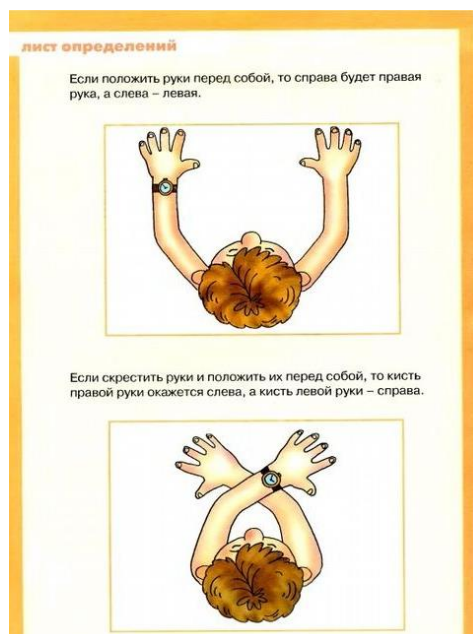 лист определений
Если положить руки перед собой, то справа будет правая
рука, а слева – левая.
Если скрестить руки и положить их перед собой, то кисть
правой руки окажется слева, а кисть левой руки – справа.